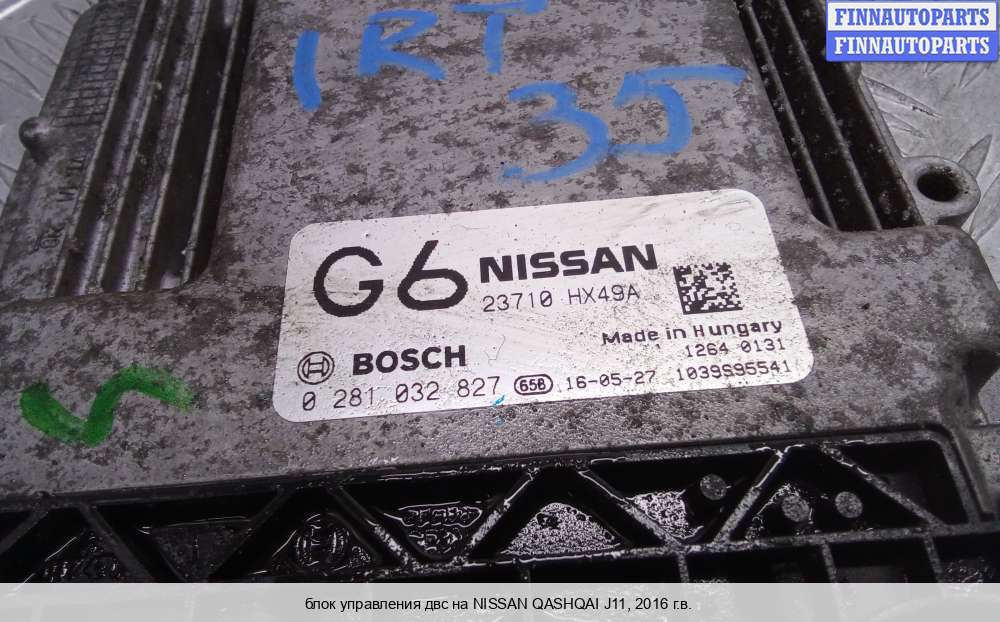 FINNAUTOPARTS
FINNAUTOPARTS
IRT
35
G6 NISSAN
23710 HX49A
Made in Hungary
BOSCH
1264 0131
0 281 032 827 65B 16-05-27 1039S95541
блок управления двс на NISSAN QASHQAI J11, 2016 г.в.